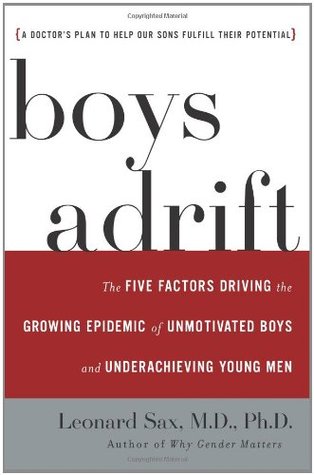 {A DOCTOR'S PLAN TO HELP OUR SONS FULFILL THEIR POTENTIAL}
boys
adrift
The FIVE FACTORS DRIVING the
GROWING EPIDEMIC of UNMOTIVATED BOYS
and UNDERACHIEVING YOUNG MEN
Leonard Sax, M.D., Ph.D.
Author of Why Gender Matters